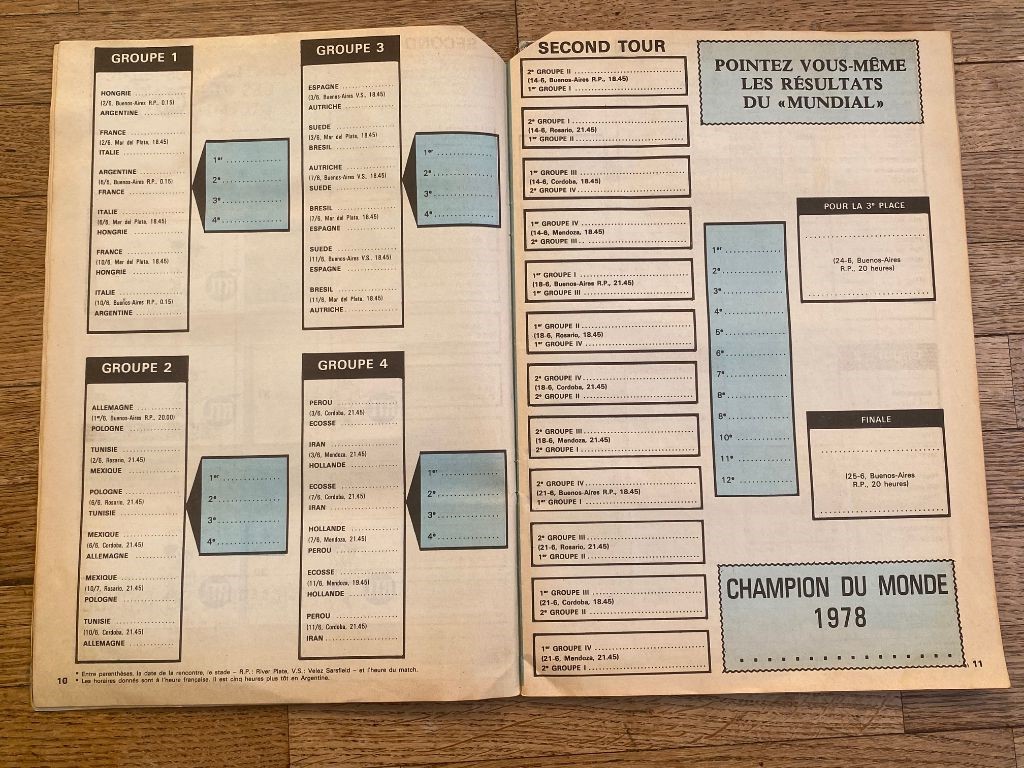 GROUPE 1
HONGRIE ..................
(2/6, Buenos-Aires R.P., 0.15)
ARGENTINE ..................
FRANCE ..................
(2/6, Mar del Plata, 18.45)
ITALIE ..................
ARGENTINE ..................
(6/6, Buenos-Aires R.P., 0.15)
FRANCE ..................
ITALIE ..................
(6/6, Mar del Plata, 18.45)
HONGRIE ..................
FRANCE ..................
(10/6, Mar del Plata, 18.45)
HONGRIE ..................
ITALIE ..................
(10/6, Buenos-Aires R.P., 0.15)
ARGENTINE ..................
1er ..................
2e ..................
3e ..................
4e ..................
GROUPE 3
ESPAGNE ..................
(3/6, Buenos-Aires V.S., 18.45)
AUTRICHE ..................
SUEDE ..................
(3/6, Mar del Plata, 18.45)
BRESIL ..................
AUTRICHE ..................
(7/6, Buenos-Aires V.S., 18.45)
SUEDE ..................
BRESIL ..................
(7/6, Mar del Plata, 18.45)
ESPAGNE ..................
SUEDE ..................
(11/6, Buenos-Aires V.S., 18.45)
ESPAGNE ..................
BRESIL ..................
(11/6, Mar del Plata, 18.45)
AUTRICHE ..................
1er ..................
2e ..................
3e ..................
4e ..................
GROUPE 2
ALLEMAGNE ..................
(1er/6, Buenos-Aires R.P., 20.00)
POLOGNE ..................
TUNISIE ..................
(2/6, Rosario, 21.45)
MEXIQUE ..................
POLOGNE ..................
(6/6, Rosario, 21.45)
TUNISIE ..................
MEXIQUE ..................
(6/6, Cordoba, 21.45)
ALLEMAGNE ..................
MEXIQUE ..................
(10/7, Rosario, 21.45)
POLOGNE ..................
TUNISIE ..................
(10/6, Cordoba, 21.45)
ALLEMAGNE ..................
1er ..................
2e ..................
3e ..................
4e ..................
GROUPE 4
PEROU ..................
(3/6, Cordoba, 21.45)
ECOSSE ..................
IRAN ..................
(3/6, Mendoza, 21.45)
HOLLANDE ..................
ECOSSE ..................
(7/6, Cordoba, 21.45)
IRAN ..................
HOLLANDE ..................
(7/6, Mendoza, 21.45)
PEROU ..................
ECOSSE ..................
(11/6, Mendoza, 19.45)
HOLLANDE ..................
PEROU ..................
(11/6, Cordoba, 21.45)
IRAN ..................
1er ..................
2e ..................
3e ..................
4e ..................
• Entre parenthèses, la date de la rencontre, le stade – R.P.: River Plate, V.S.: Velez Sarsfield – et l'heure du match.
• Les horaires donnés sont à l'heure française. Il est cinq heures plus tôt en Argentine.
10
SECOND TOUR
2e GROUPE II ..................
(14-6, Buenos-Aires R.P., 18.45)
1er GROUPE I ..................
2e GROUPE I ..................
(14-6, Rosario, 21.45)
1er GROUPE II ..................
1er GROUPE III ..................
(14-6, Cordoba, 18.45)
2e GROUPE IV ..................
1er GROUPE IV ..................
(14-6, Mendoza, 18.45)
2e GROUPE III ..................
1er GROUPE I ..................
(18-6, Buenos-Aires R.P., 21.45)
1er GROUPE III ..................
1er GROUPE II ..................
(18-6, Rosario, 18.45)
1er GROUPE IV ..................
2e GROUPE IV ..................
(18-6, Cordoba, 21.45)
2e GROUPE II ..................
2e GROUPE III ..................
(18-6, Mendoza, 21.45)
2e GROUPE I ..................
2e GROUPE IV ..................
(21-6, Buenos-Aires R.P., 18.45)
1er GROUPE I ..................
2e GROUPE III ..................
(21-6, Rosario, 21.45)
1er GROUPE II ..................
1er GROUPE III ..................
(21-6, Cordoba, 18.45)
2e GROUPE II ..................
1er GROUPE IV ..................
(21-6, Mendoza, 21.45)
2e GROUPE I ..................
POINTEZ VOUS-MÊME
LES RÉSULTATS
DU «MUNDIAL»
1er ..................
2e ..................
3e ..................
4e ..................
5e ..................
6e ..................
7e ..................
8e ..................
8e ..................
10e ..................
11e ..................
12e ..................
POUR LA 3e PLACE
(24-6, Buenos-Aires
R.P., 20 heures)
FINALE
(25-6, Buenos-Aires
R.P., 20 heures)
CHAMPION DU MONDE
1978
11